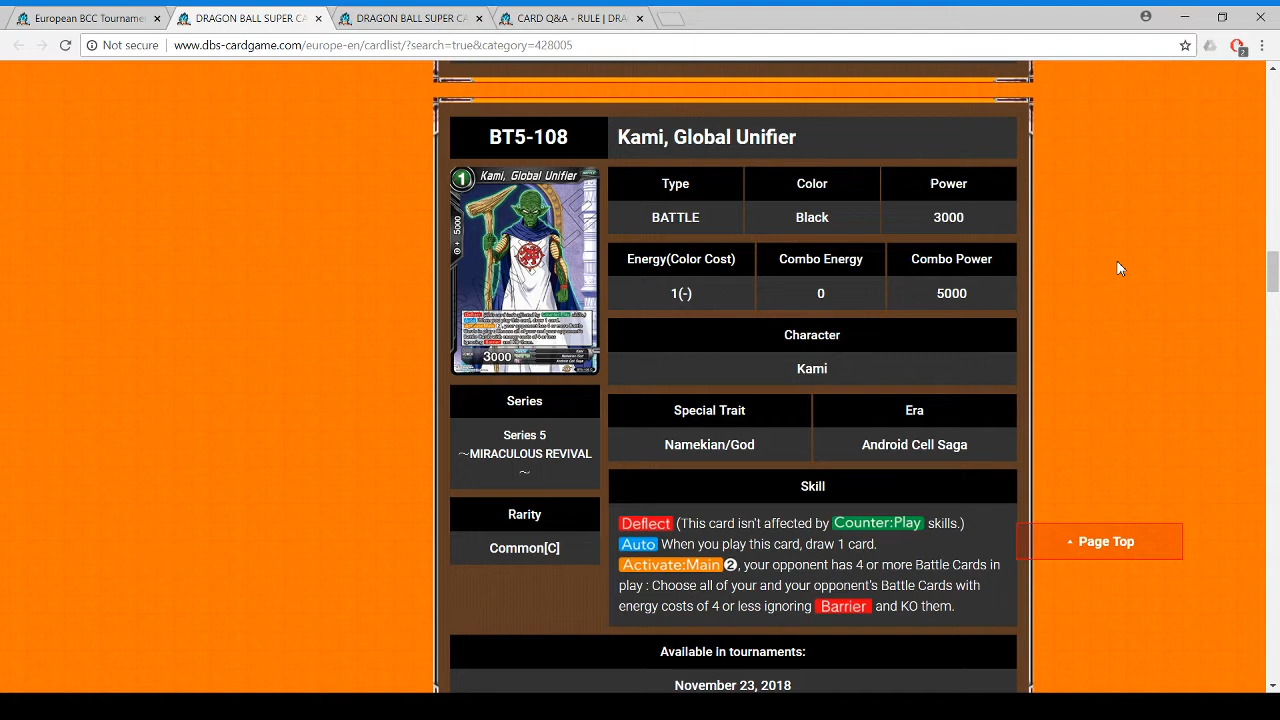 European BCC Tourname
DRAGON BALL SUPER CA
DRAGON BALL SUPER CA
CARD Q&A - RULE | DRA
Not secure
www.dbs-cardgame.com/europe-en/cardlist/?search=true&category=428005
2
BT5-108
Kami, Global Unifier
1
Kami, Global Unifier
5000
3000
Type
Color
Power
BATTLE
Black
3000
Energy(Color Cost)
Combo Energy
Combo Power
1(-)
0
5000
Character
Kami
Series
Special Trait
Era
Series 5
～MIRACULOUS REVIVAL
～
Namekian/God
Android Cell Saga
Skill
Rarity
Common[C]
Deflect (This card isn't affected by Counter:Play skills.)
Auto When you play this card, draw 1 card.
Activate:Main ❷, your opponent has 4 or more Battle Cards in
play : Choose all of your and your opponent's Battle Cards with
energy costs of 4 or less ignoring Barrier and KO them.
Page Top
Available in tournaments:
November 23, 2018